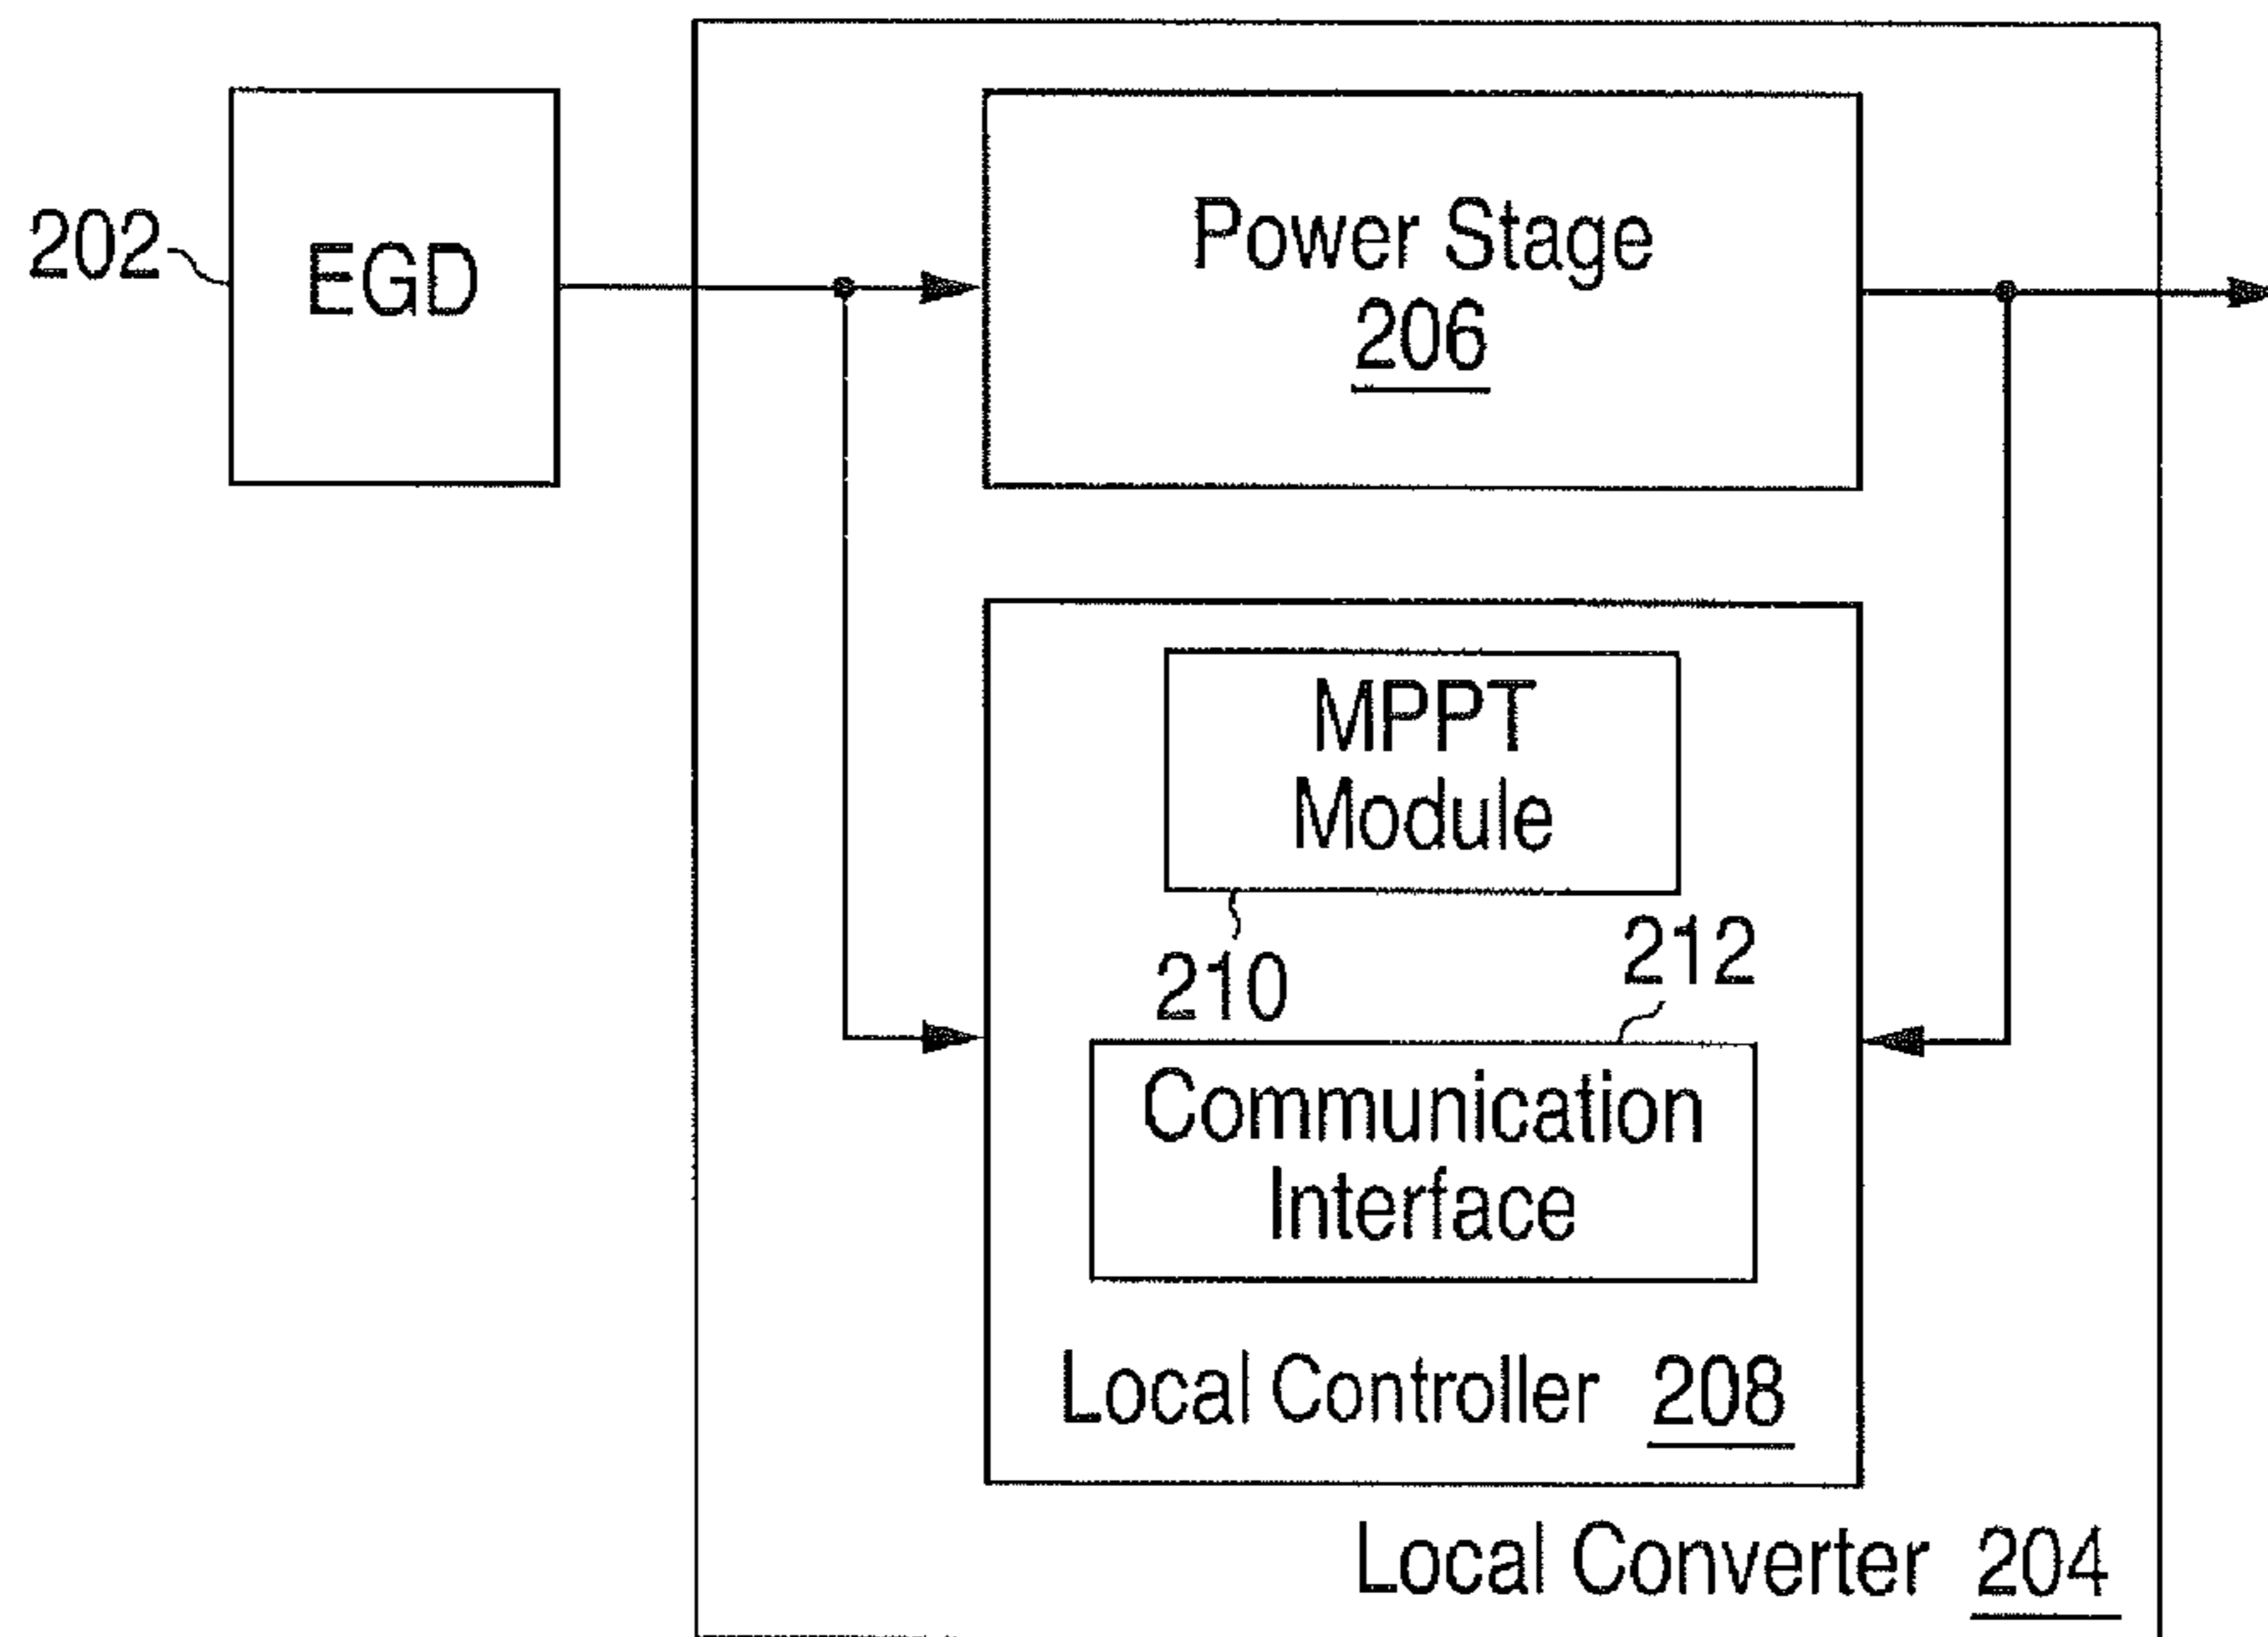 202
EGD
Power Stage
206
MPPT
Module
210
212
Communication
Interface
Local Controller 208
Local Converter 204